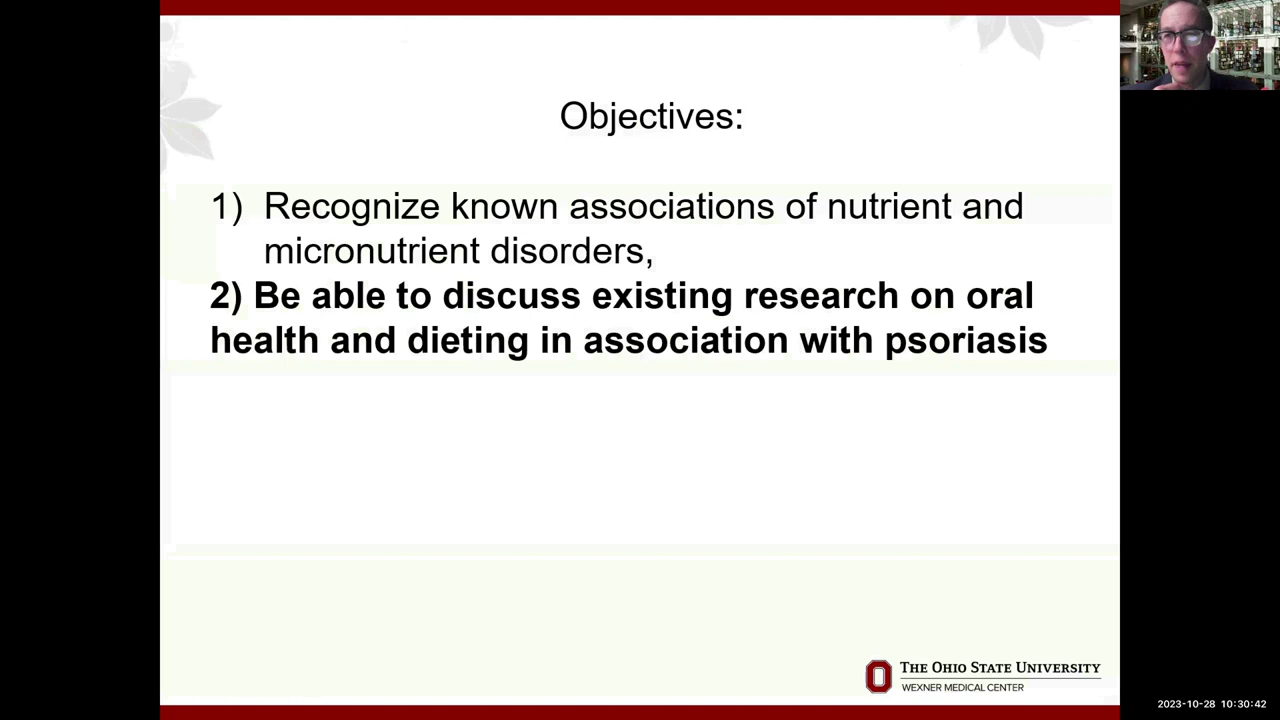 Objectives:
1) Recognize known associations of nutrient and
micronutrient disorders,
2) Be able to discuss existing research on oral
health and dieting in association with psoriasis
THE OHIO STATE UNIVERSITY
WEXNER MEDICAL CENTER
2023-10-28 10:30:42